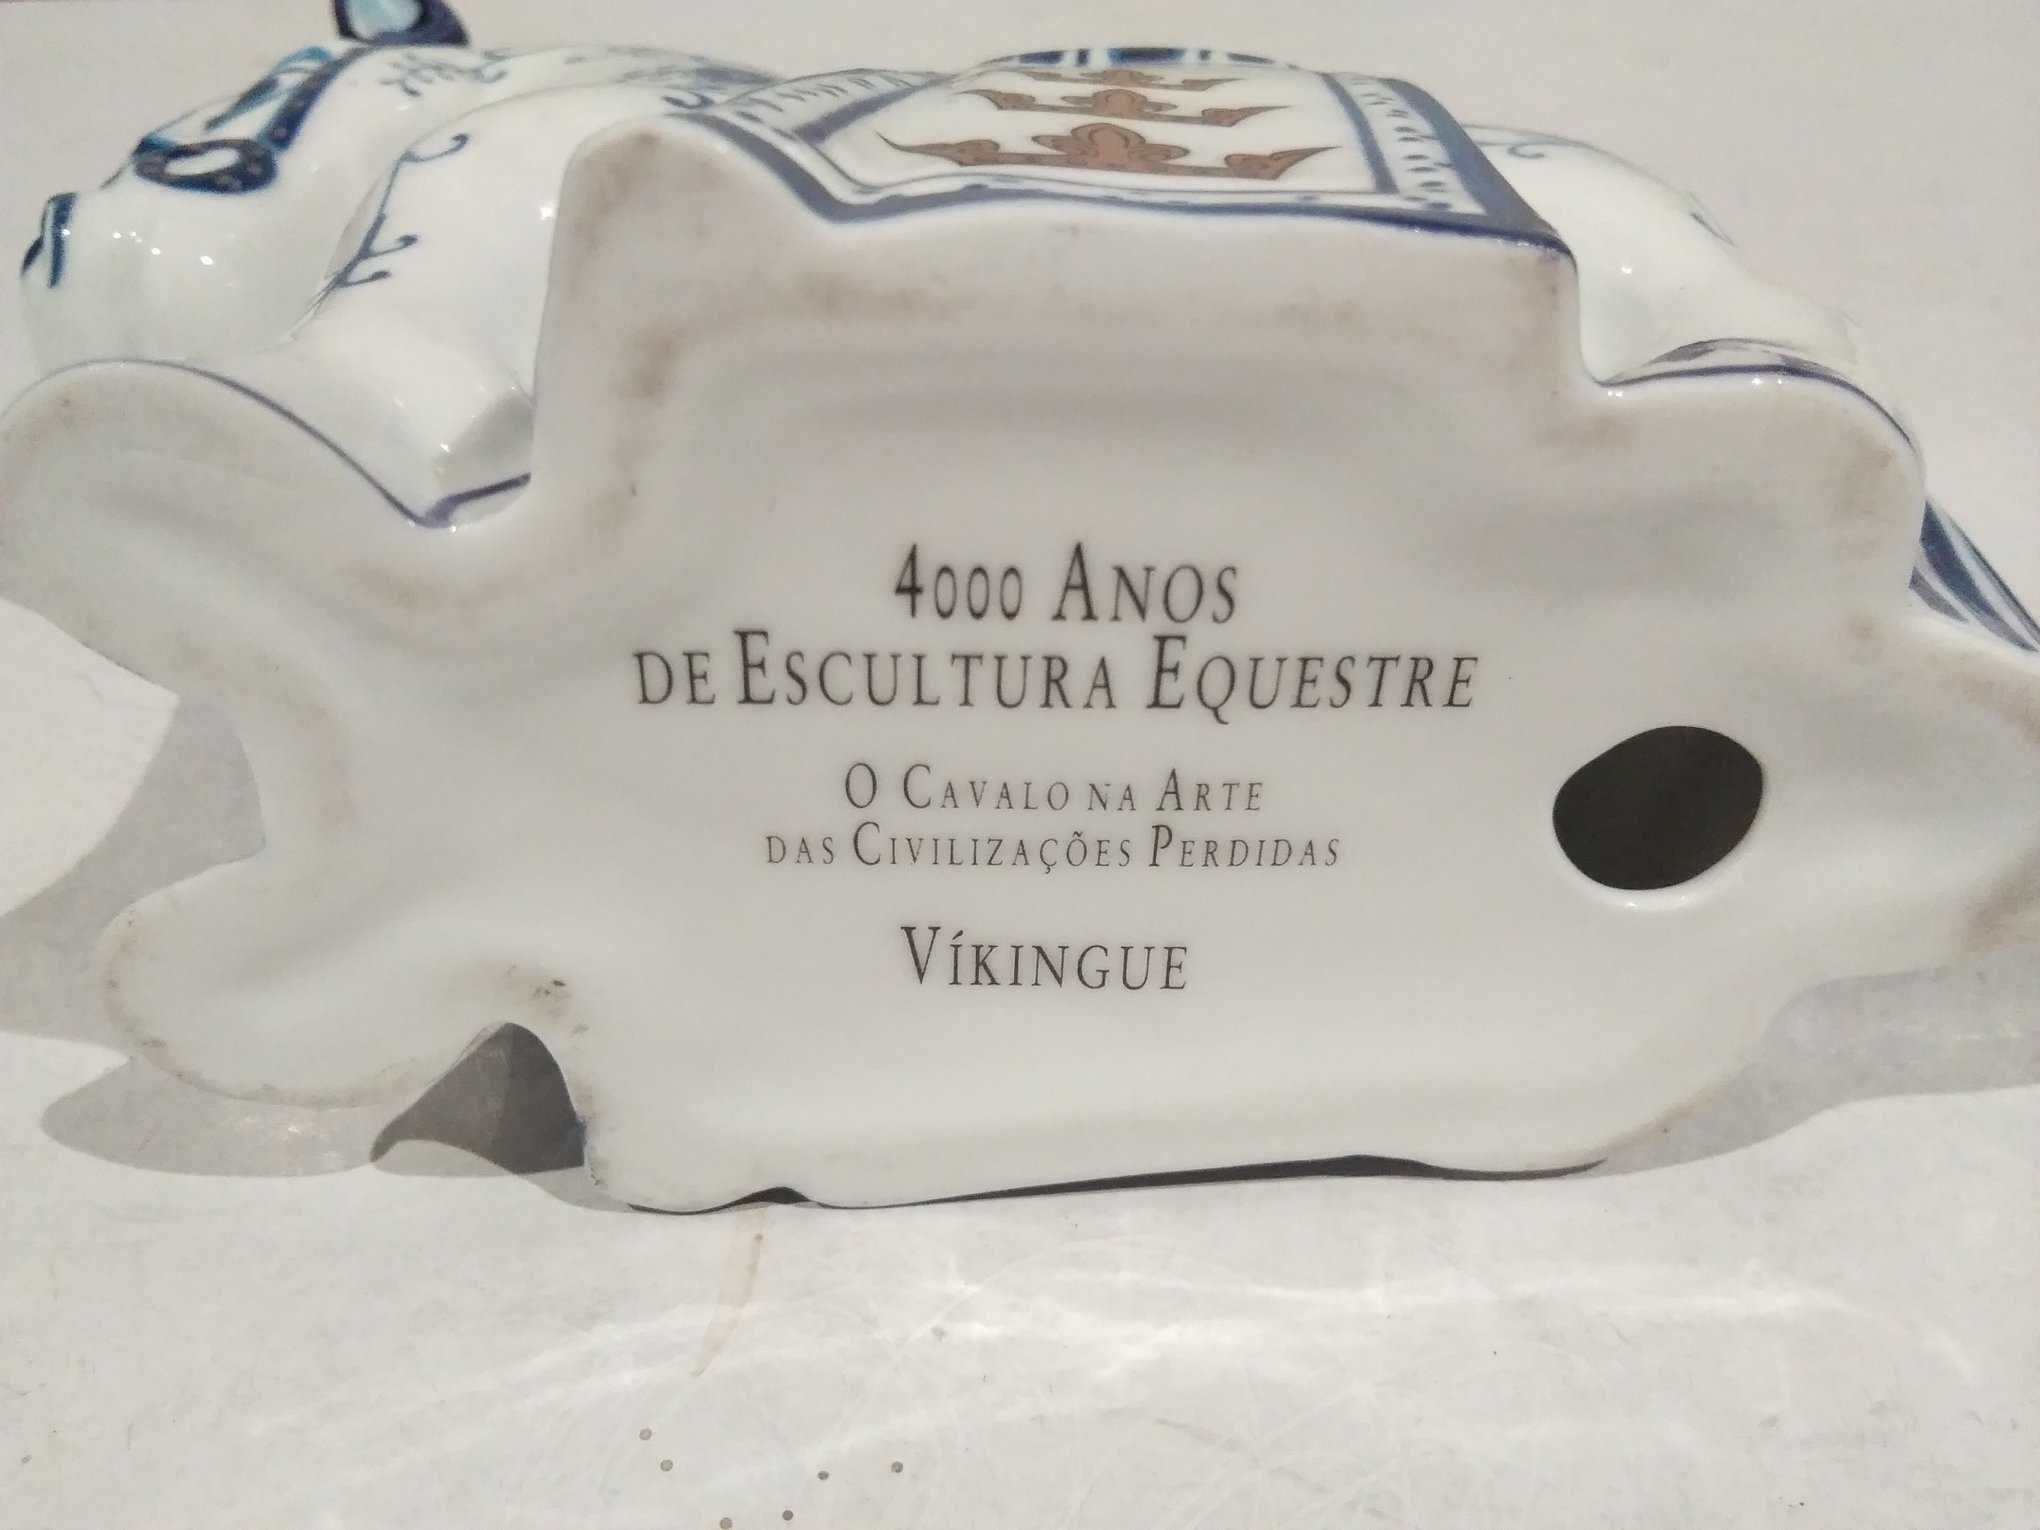 4000 Anos
de Escultura Equestre
O Cavalo na Arte
das Civilizações Perdidas
Víkingue